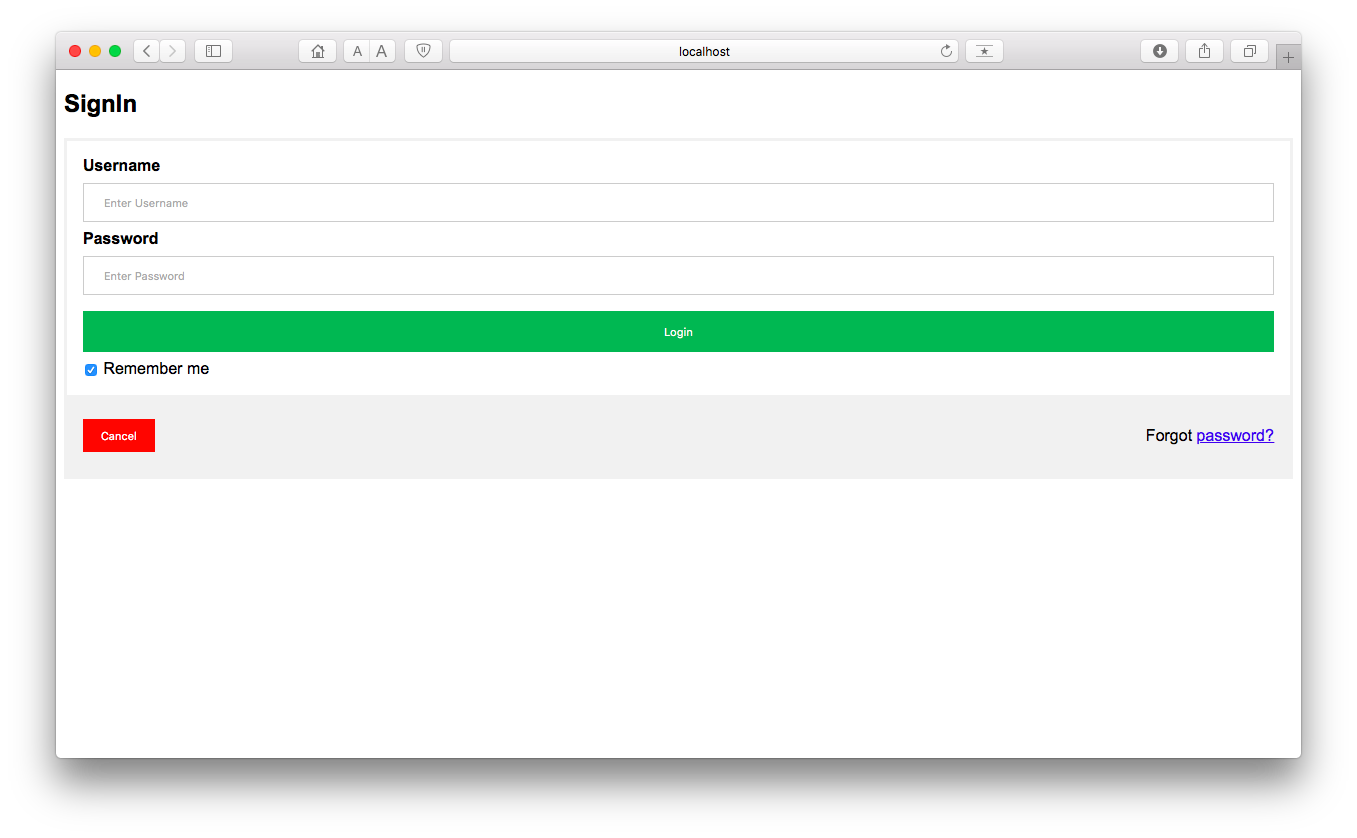 A A localhost
SignIn
Username
Enter Username
Password
Enter Password
Login
Remember me
Cancel Forgot password?